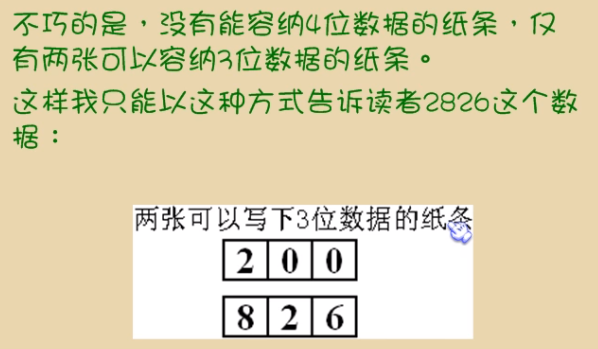 不巧的是，没有能容纳4位数据的纸条，仅
有两张可以容纳3位数据的纸条。
这样我只能以这种方式告诉读者2826这个数
据：
两张可以写下3位数据的纸条
2 0 0
8 2 6